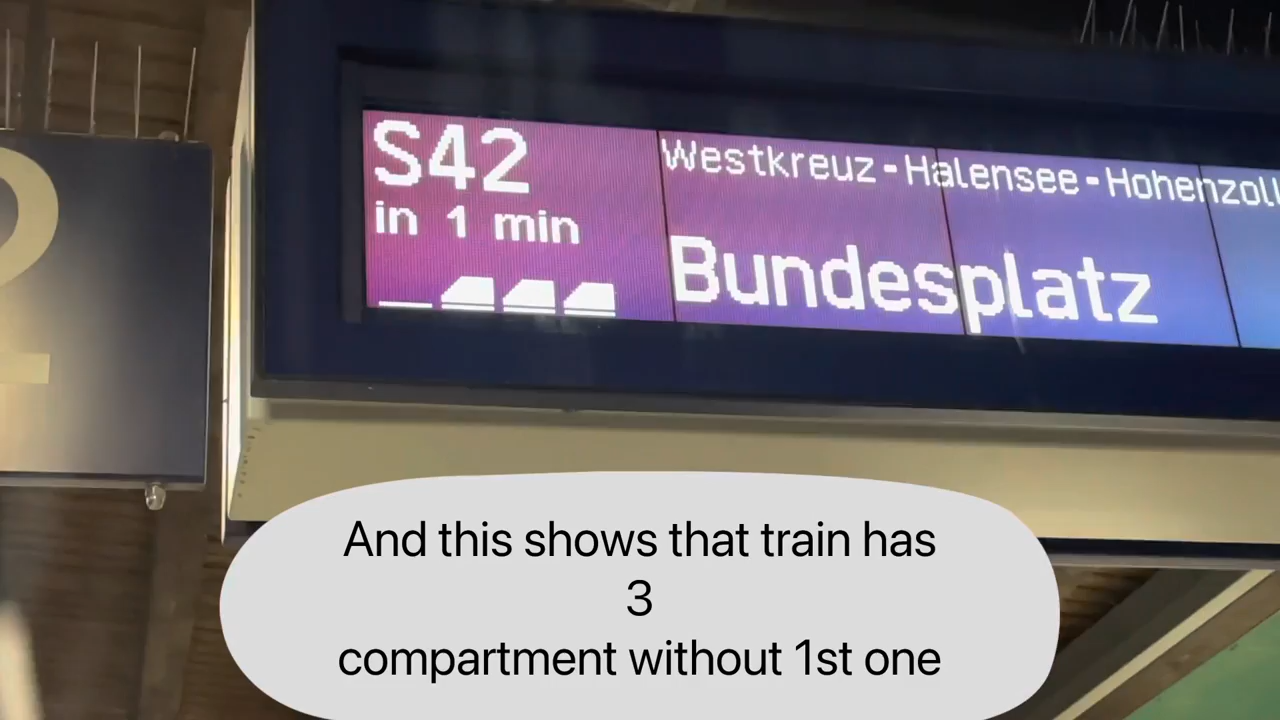 2
S42
in 1 min
Westkreuz-Halensee-Hohenzoll
Bundesplatz
And this shows that train has
3
compartment without 1st one